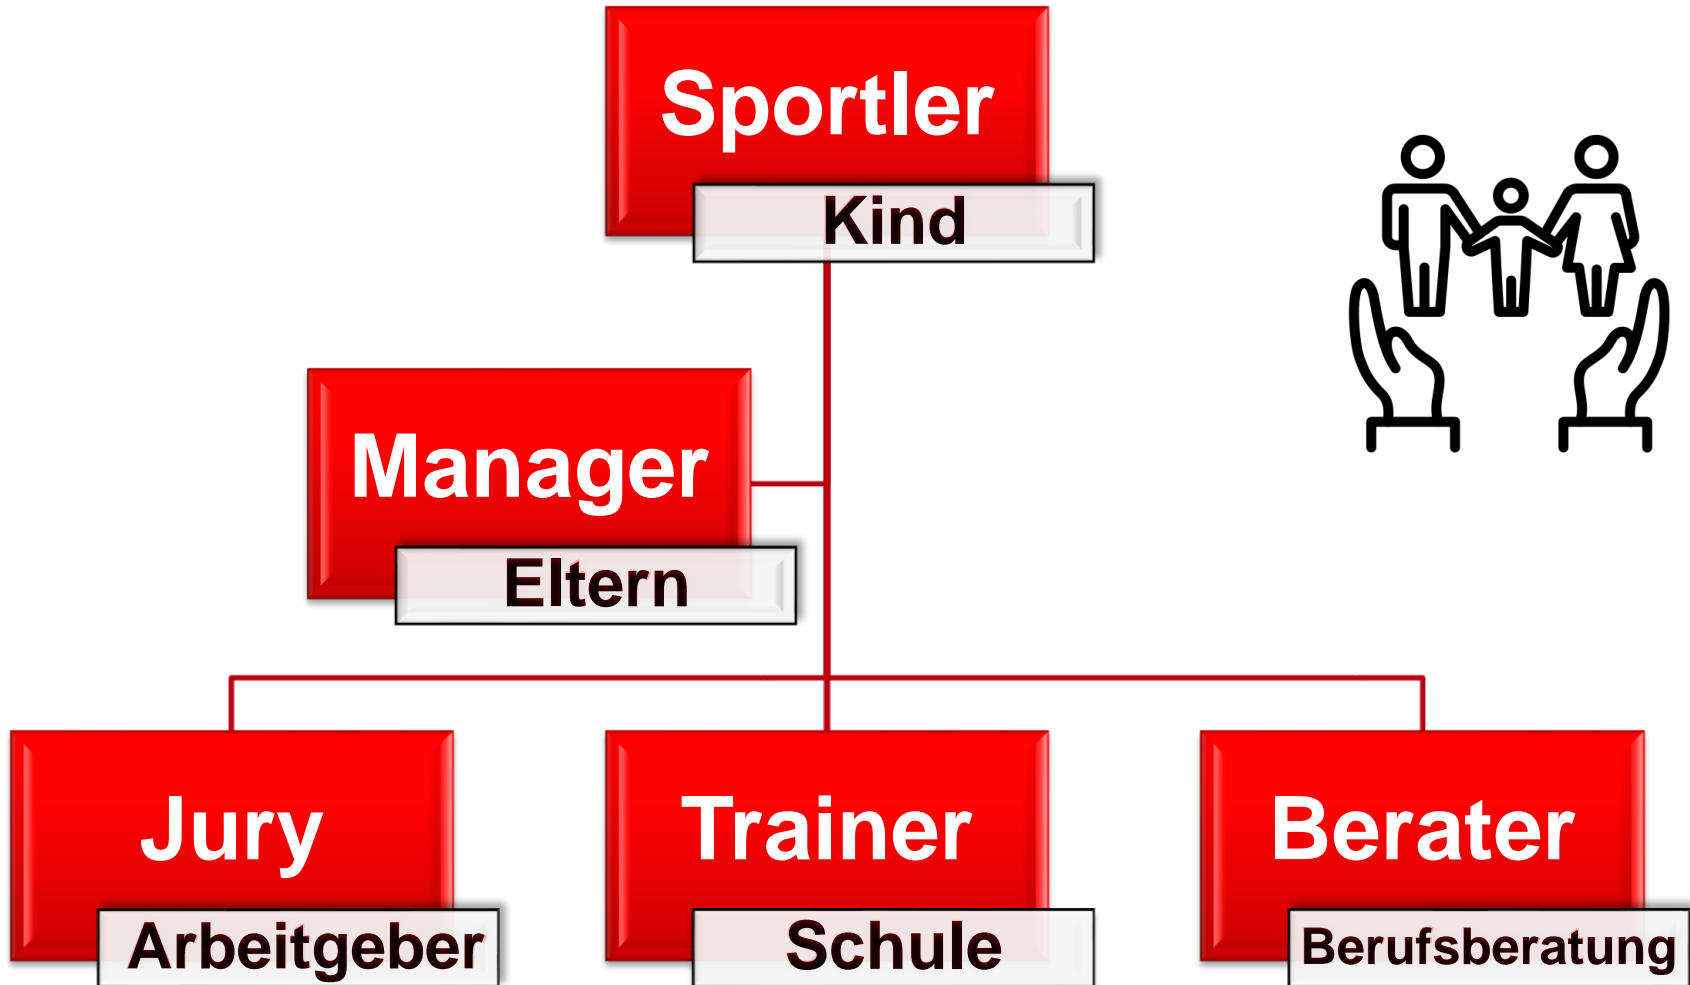 Sportler
Kind
Manager
Eltern
Jury
Arbeitgeber
Trainer
Schule
Berater
Berufsberatung